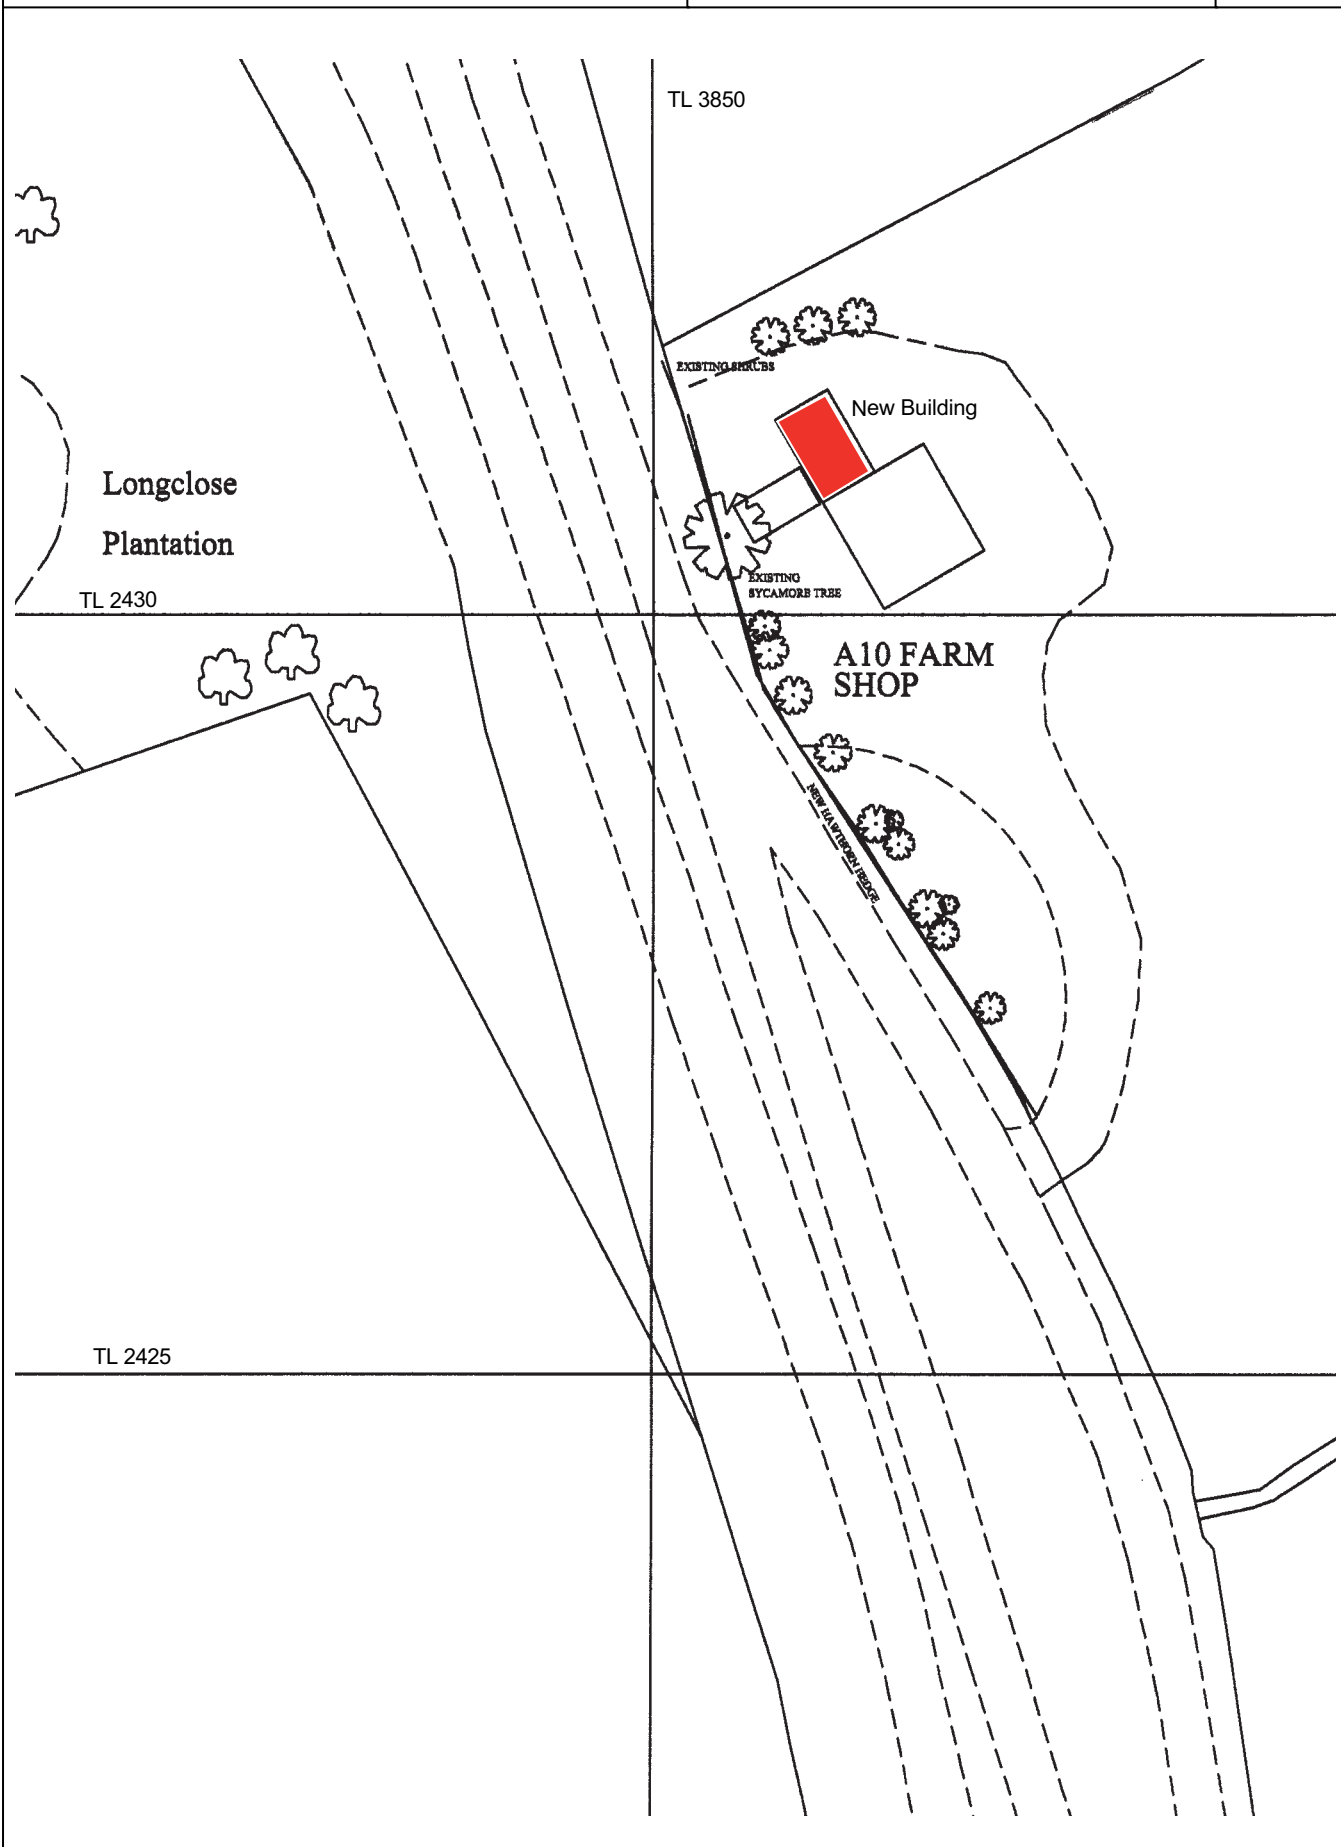 TL 3850
EXISTING SHRUBS
New Building
Longclose
Plantation
EXISTING
SYCAMORE TREE
TL 2430
A10 FARM
SHOP
NEW HAWTHORN HEDGE
TL 2425